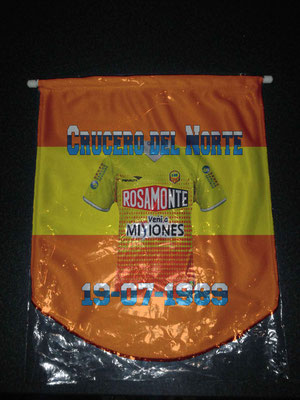 CRUCERO DEL NORTE
ROSAMONTE
Vení a
MISIONES
19-07-1989